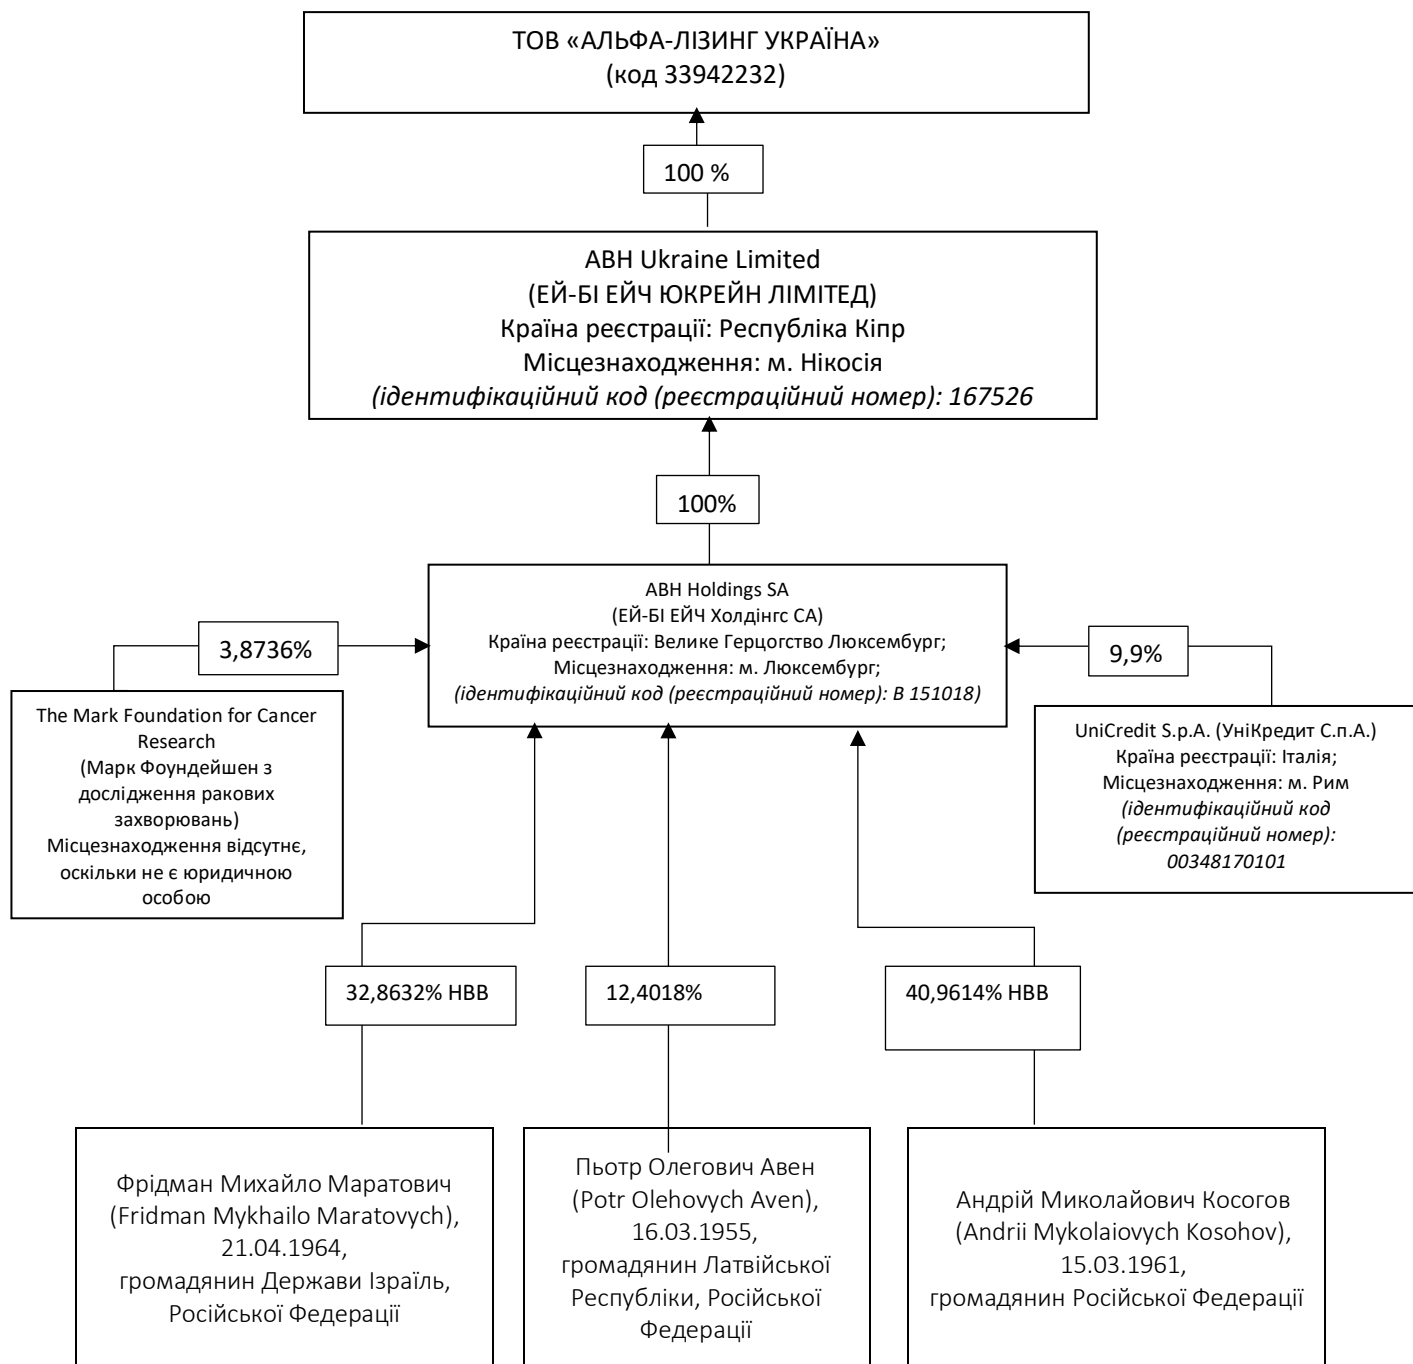 ТОВ «АЛЬФА-ЛІЗИНГ УКРАЇНА»
(код 33942232)
100 %
ABH Ukraine Limited
(ЕЙ-БІ ЕЙЧ ЮКРЕЙН ЛІМІТЕД)
Країна реєстрації: Республіка Кіпр
Місцезнаходження: м. Нікосія
(ідентифікаційний код (реєстраційний номер): 167526
100%
ABH Holdings SA
(ЕЙ-БІ ЕЙЧ Холдінгс СА)
Країна реєстрації: Велике Герцогство Люксембург;
Місцезнаходження: м. Люксембург;
(ідентифікаційний код (реєстраційний номер): B 151018)
3,8736%
9,9%
The Mark Foundation for Cancer
Research
(Марк Фоундейшен з
дослідження ракових
захворювань)
Місцезнаходження відсутнє,
оскільки не є юридичною
особою
UniCredit S.p.A. (УніКредит С.п.А.)
Країна реєстрації: Італія;
Місцезнаходження: м. Рим
(ідентифікаційний код
(реєстраційний номер):
00348170101
32,8632% НВВ
12,4018%
40,9614% НВВ
Фрідман Михайло Маратович
(Fridman Mykhailo Maratovych),
21.04.1964,
громадянин Держави Ізраїль,
Російської Федерації
Пьотр Олегович Авен
(Potr Olehovych Aven),
16.03.1955,
громадянин Латвійської
Республіки, Російської
Федерації
Андрій Миколайович Косогов
(Andrii Mykolaiovych Kosohov),
15.03.1961,
громадянин Російської Федерації